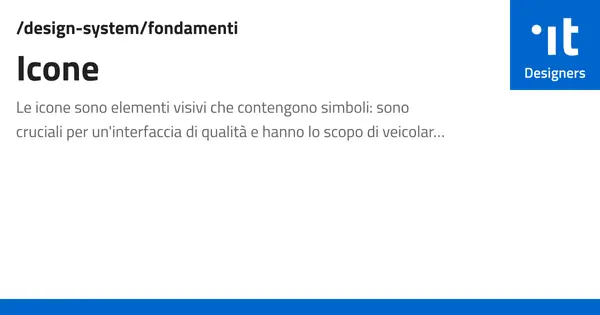 /design-system/fondamenti
Icone
Le icone sono elementi visivi che contengono simboli: sono
cruciali per un'interfaccia di qualità e hanno lo scopo di veicolar...
it
Designers